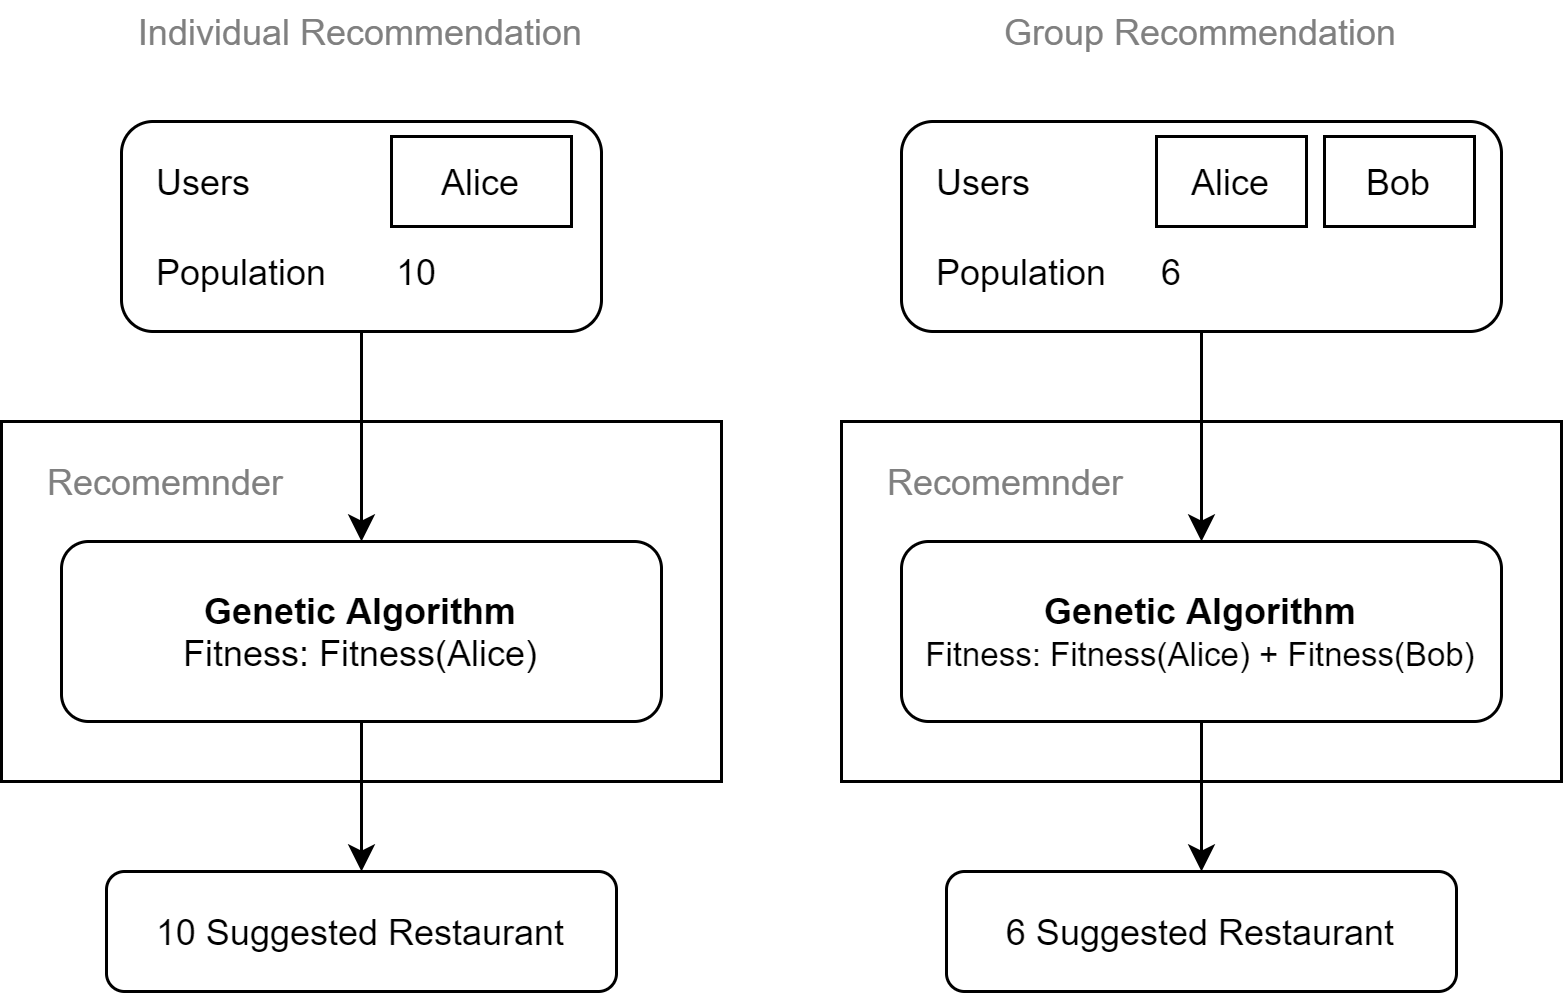 Individual Recommendation
Users Alice
Population 10
Recomemnder
Genetic Algorithm
Fitness: Fitness(Alice)
10 Suggested Restaurant
Group Recommendation
Users Alice Bob
Population 6
Recomemnder
Genetic Algorithm
Fitness: Fitness(Alice) + Fitness(Bob)
6 Suggested Restaurant